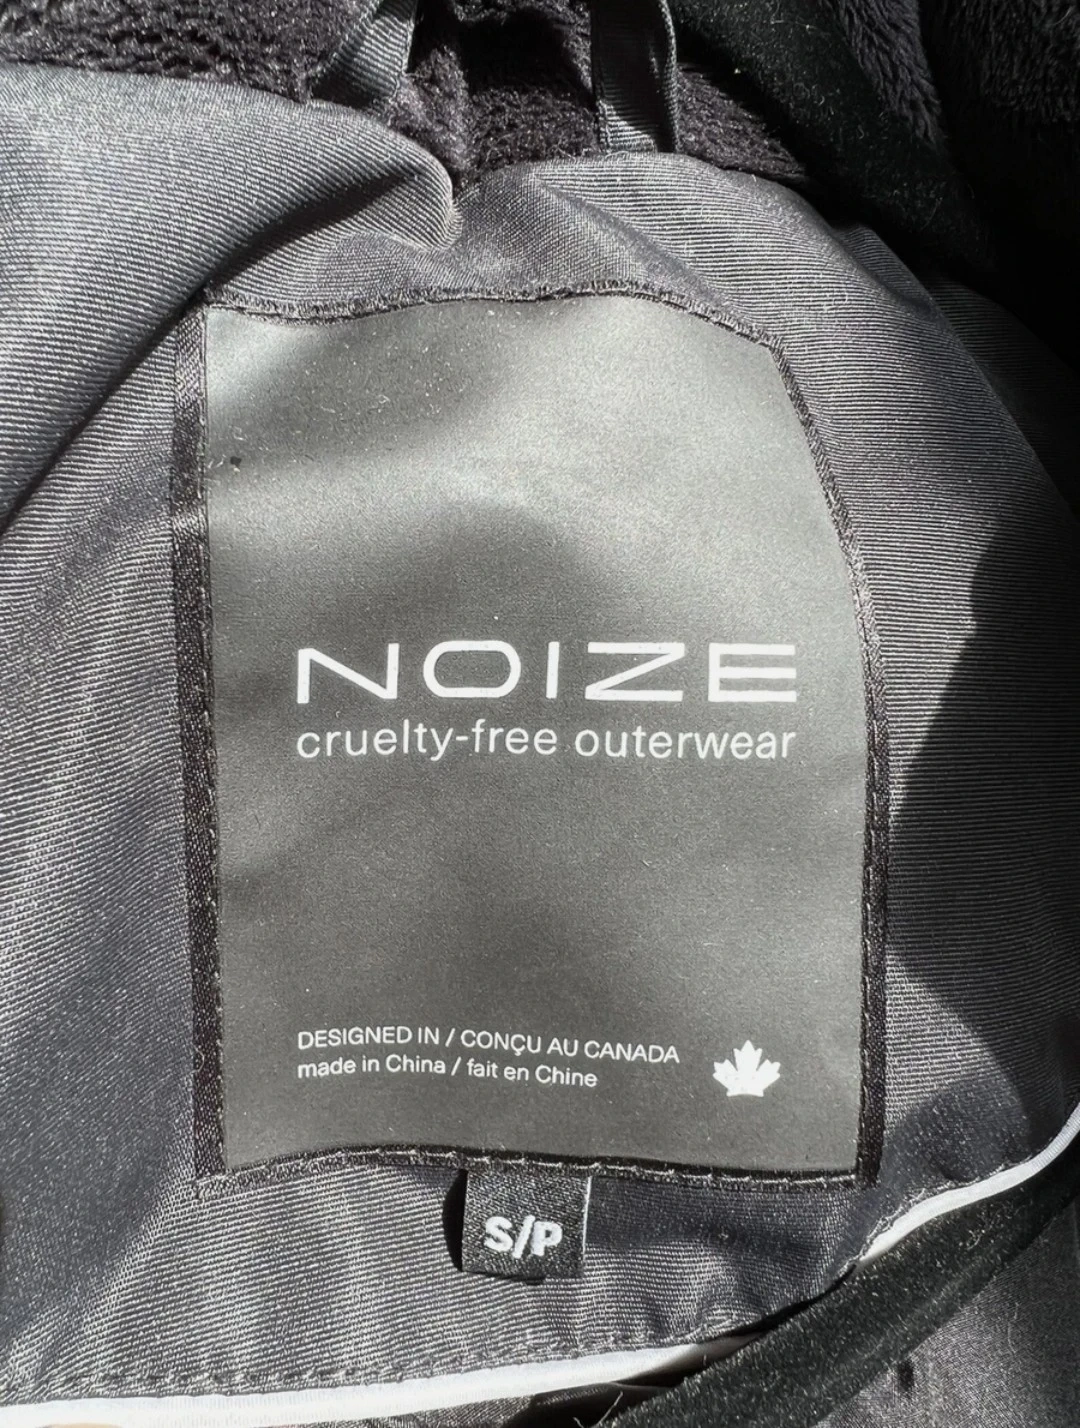 NOIZE
cruelty-free outerwear
DESIGNED IN / CONÇU AU CANADA
made in China / fait en Chine
S/P